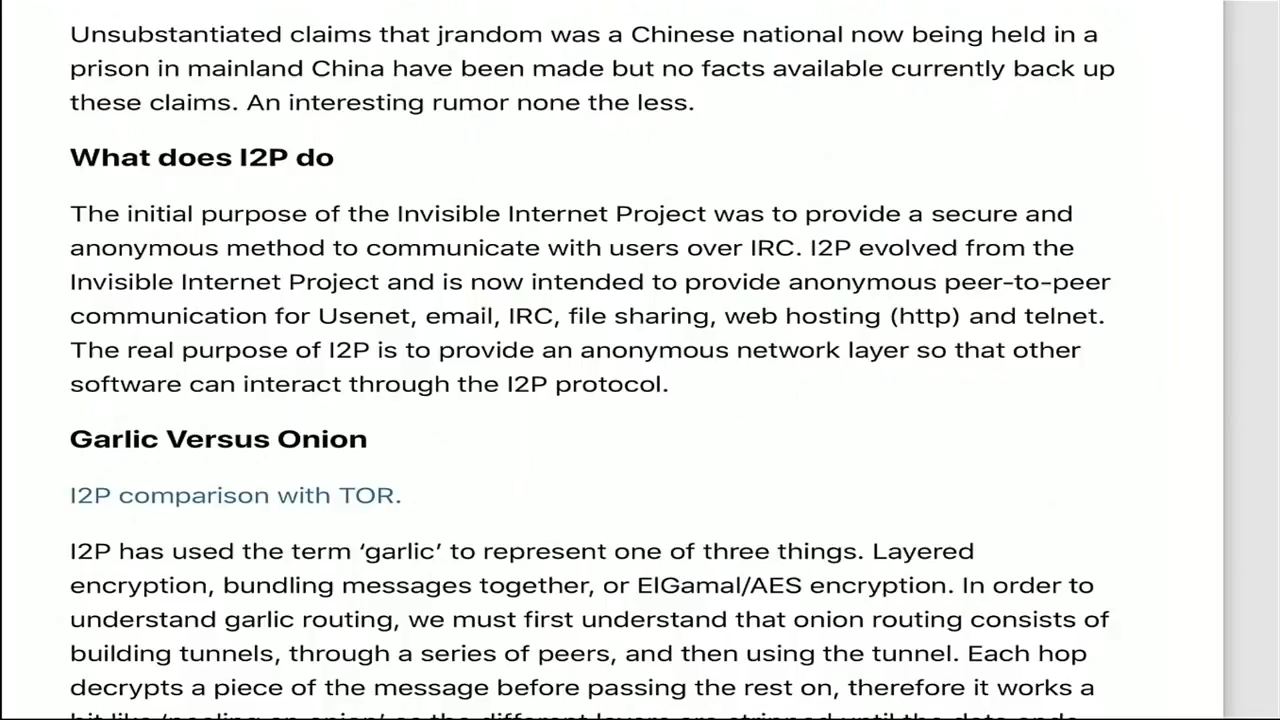 Unsubstantiated claims that jrandom was a Chinese national now being held in a
prison in mainland China have been made but no facts available currently back up
these claims. An interesting rumor none the less.
What does I2P do
The initial purpose of the Invisible Internet Project was to provide a secure and
anonymous method to communicate with users over IRC. I2P evolved from the
Invisible Internet Project and is now intended to provide anonymous peer-to-peer
communication for Usenet, email, IRC, file sharing, web hosting (http) and telnet.
The real purpose of I2P is to provide an anonymous network layer so that other
software can interact through the I2P protocol.
Garlic Versus Onion
I2P comparison with TOR.
I2P has used the term ‘garlic’ to represent one of three things. Layered
encryption, bundling messages together, or ElGamal/AES encryption. In order to
understand garlic routing, we must first understand that onion routing consists of
building tunnels, through a series of peers, and then using the tunnel. Each hop
decrypts a piece of the message before passing the rest on, therefore it works a